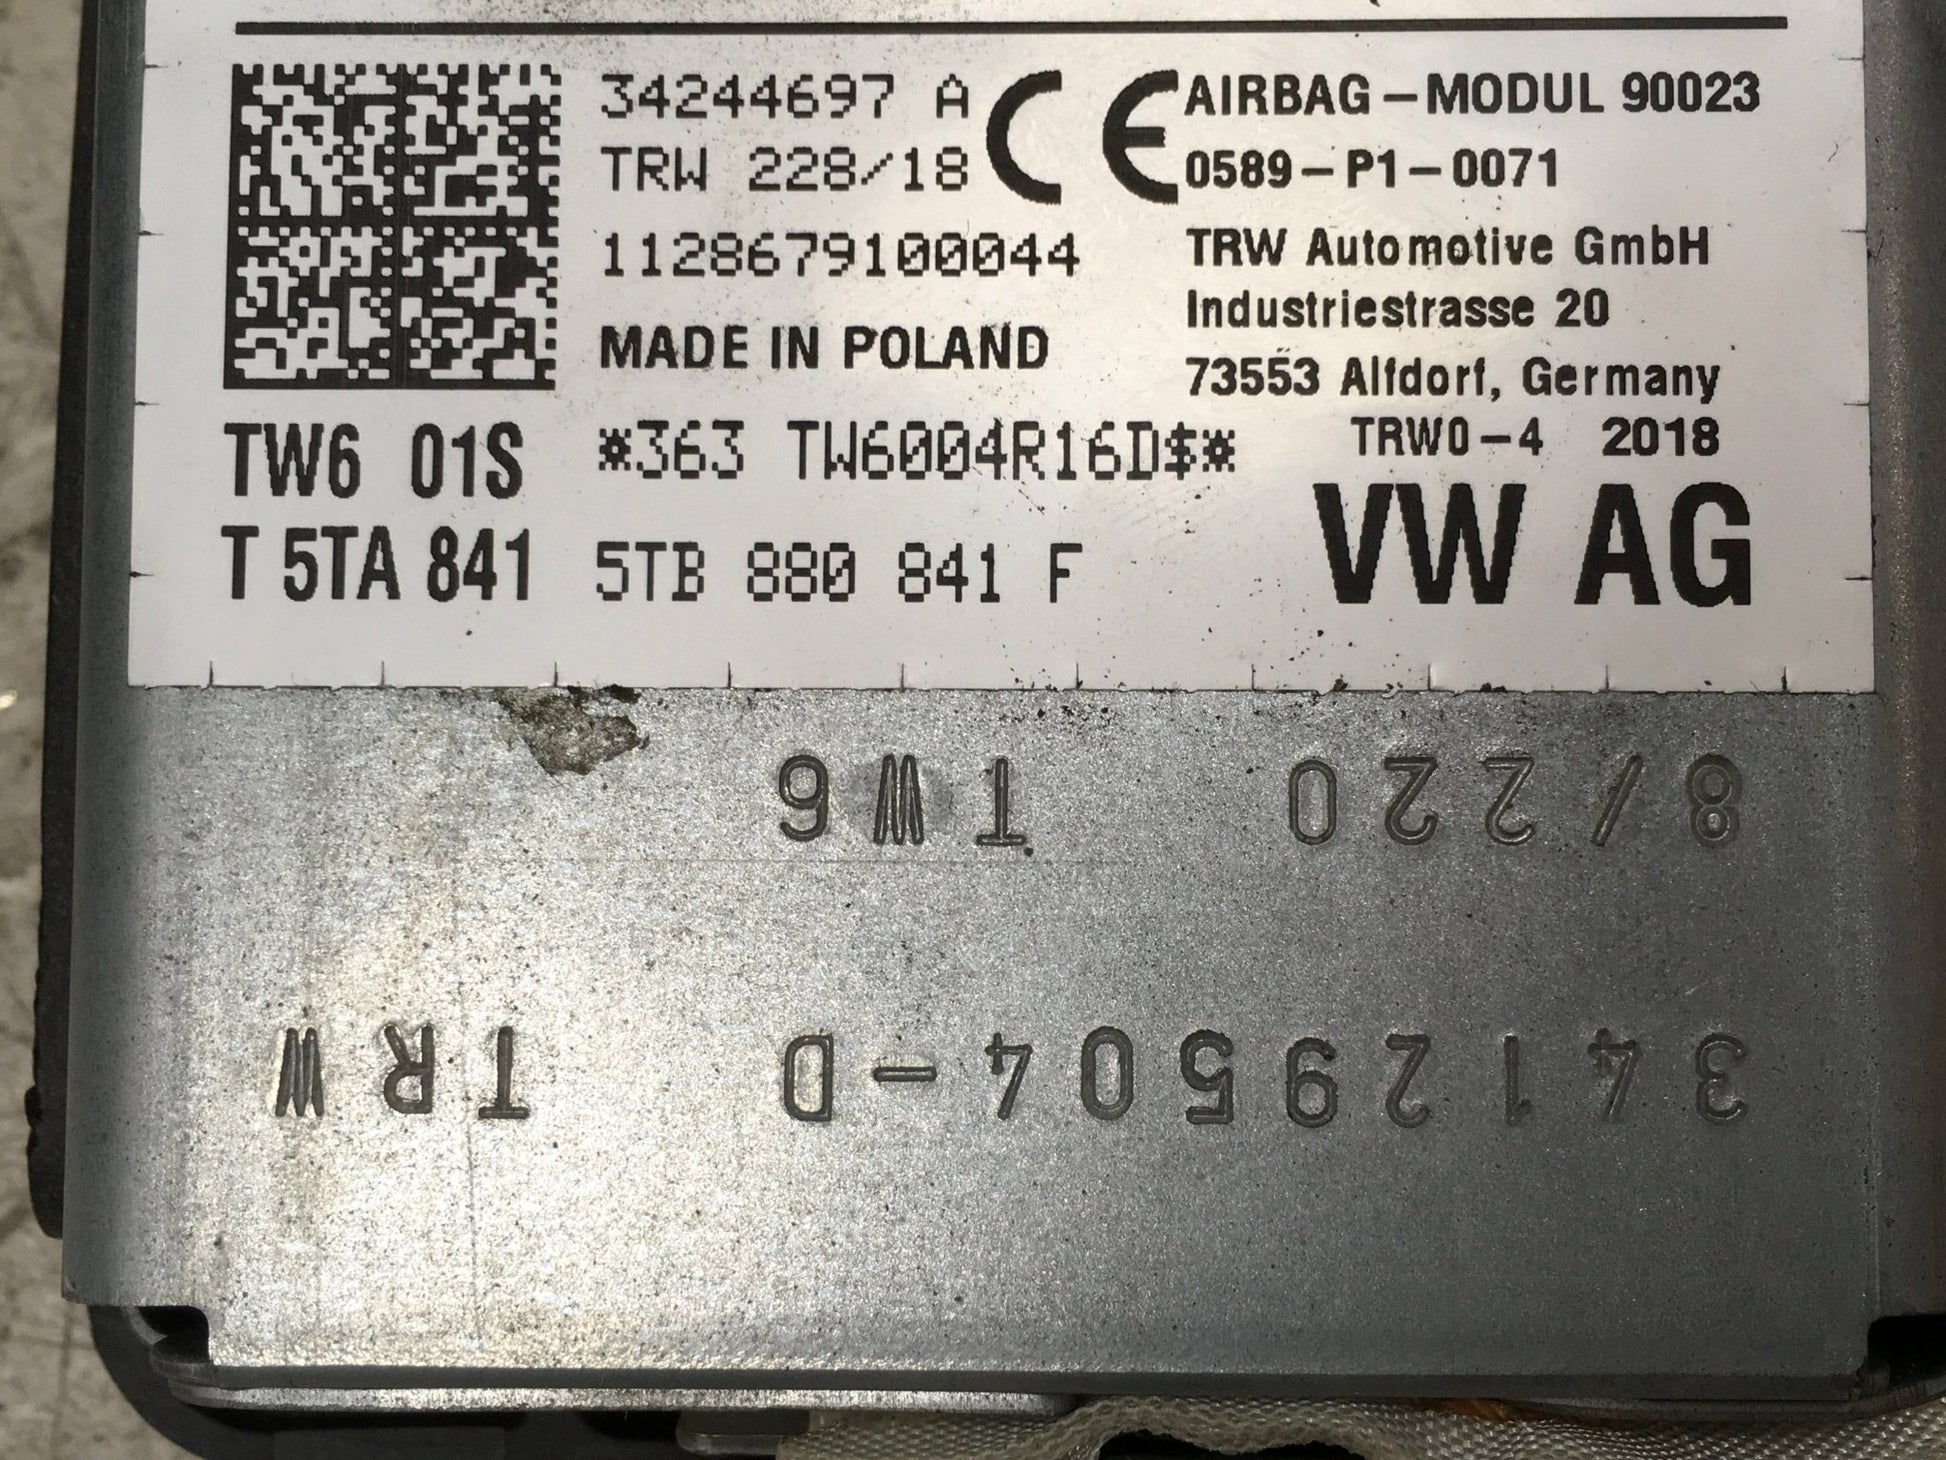 34244697 A
TRW 228/18
1128679100044
MADE IN POLAND
CE
AIRBAG-MODUL 90023
0589-P1-0071
TRW Automotive GmbH
Industriestrasse 20
73553 Alfdorf, Germany
TRW0-4 2018
TW6 01S
*363 TW6004R16D$*
T 5TA 841
5TB 880 841 F
VW AG
8/220 TW6
34129504-D TRW